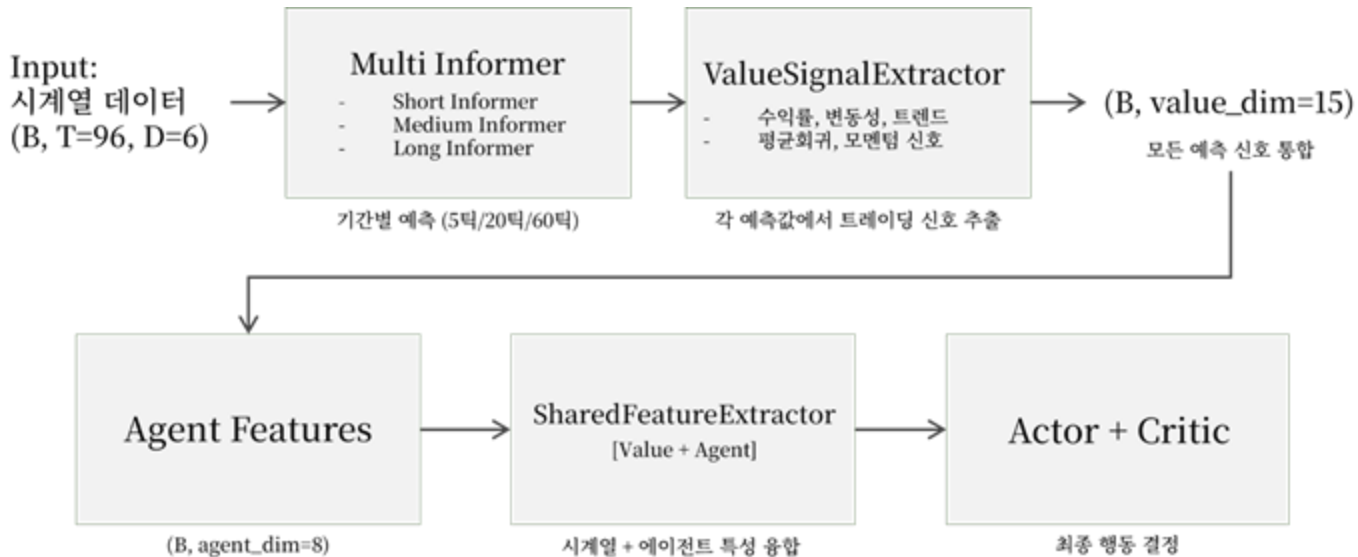 Input:
시계열 데이터
(B, T=96, D=6)
Multi Informer
- Short Informer
- Medium Informer
- Long Informer
기간별 예측 (5틱/20틱/60틱)
ValueSignalExtractor
- 수익률, 변동성, 트렌드
- 평균회귀, 모멘텀 신호
각 예측값에서 트레이딩 신호 추출
(B, value_dim=15)
모든 예측 신호 통합
Agent Features
(B, agent_dim=8)
SharedFeatureExtractor
[Value + Agent]
시계열 + 에이전트 특성 융합
Actor + Critic
최종 행동 결정